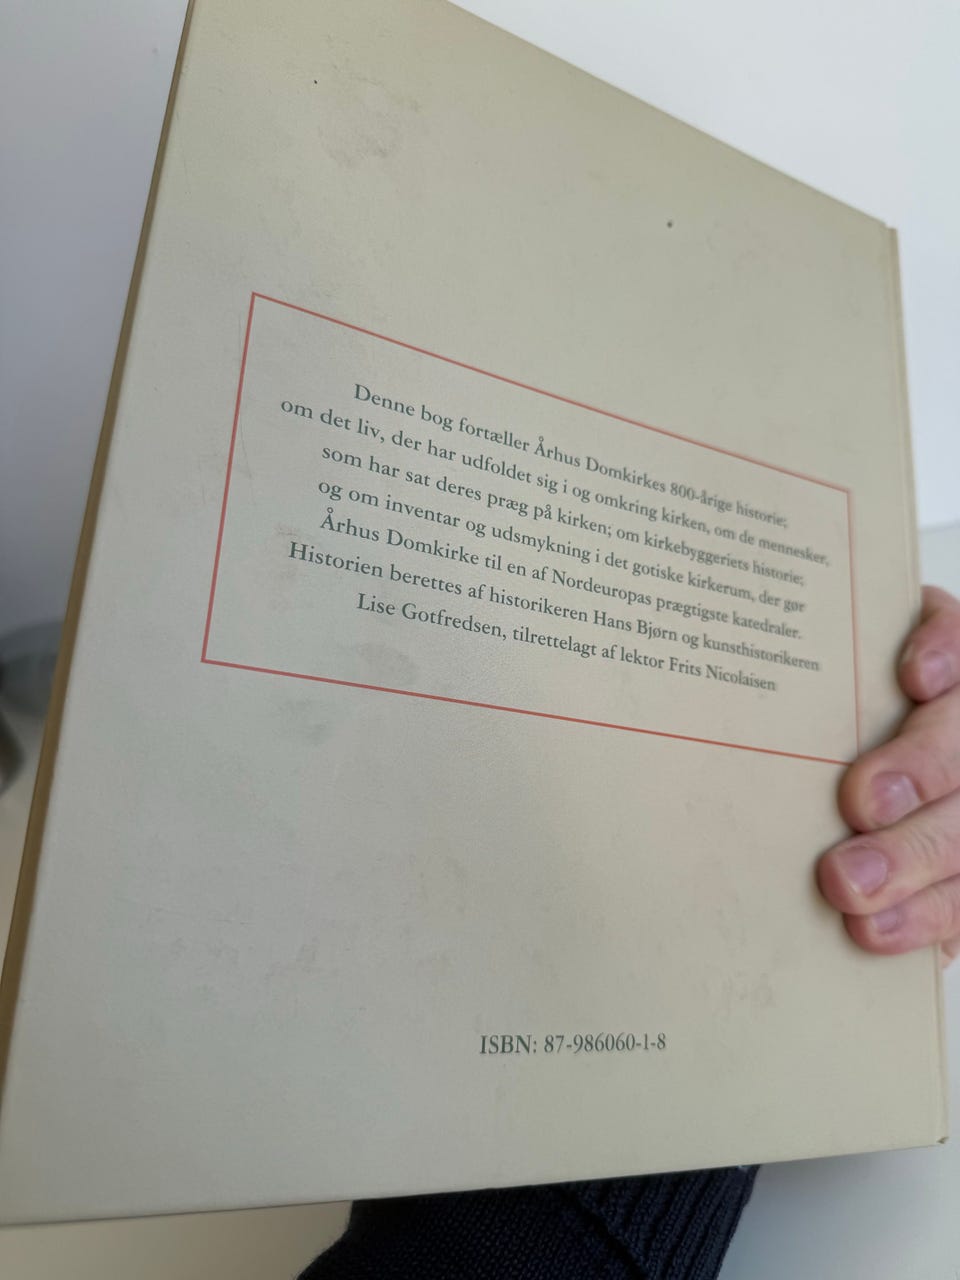 Denne bog fortæller Århus Domkirkes 800-årige historie;
om det liv, der har udfoldet sig i og omkring kirken, om de mennesker,
som har sat deres præg på kirken; om kirkebyggeriets historie;
og om inventar og udsmykning i det gotiske kirkerum, der gør
Århus Domkirke til en af Nordeuropas prægtigste katedraler.
Historien berettes af historikeren Hans Bjørn og kunsthistorikeren
Lise Gotfredsen, tilrettelagt af lektor Frits Nicolaisen
ISBN: 87-986060-1-8